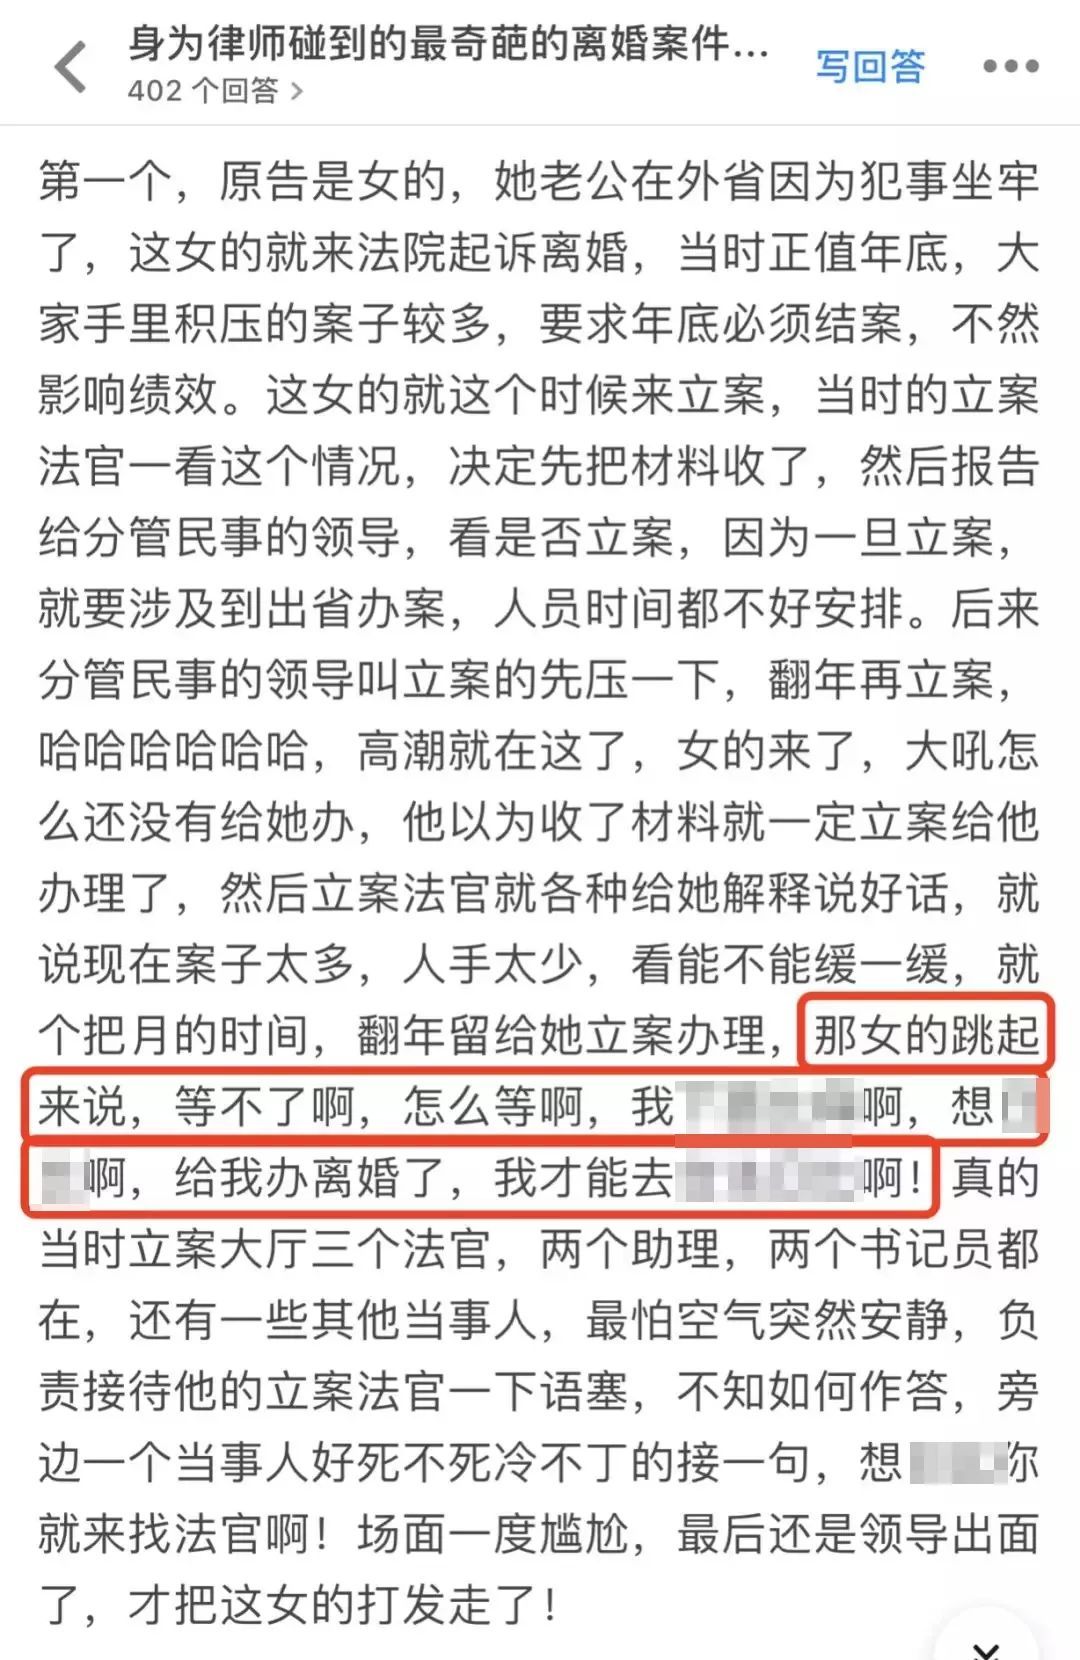 身为律师碰到的最奇葩的离婚案件...
写回答
402 个回答 >
第一个，原告是女的，她老公在外省因为犯事坐牢
了，这女的就来法院起诉离婚，当时正值年底，大
家手里积压的案子较多，要求年底必须结案，不然
影响绩效。这女的就这个时候来立案，当时的立案
法官一看这个情况，决定先把材料收了，然后报告
给分管民事的领导，看是否立案，因为一旦立案，
就要涉及到出省办案，人员时间都不好安排。后来
分管民事的领导叫立案的先压一下，翻年再立案，
哈哈哈哈哈哈，高潮就在这了，女的来了，大吼怎
么还没有给她办，他以为收了材料就一定立案给他
办理了，然后立案法官就各种给她解释说好话，就
说现在案子太多，人手太少，看能不能缓一缓，就
个把月的时间，翻年留给她立案办理，那女的跳起
来说，等不了啊，怎么等啊，我啊，想
啊，给我办离婚了，我才能去啊！真的
当时立案大厅三个法官，两个助理，两个书记员都
在，还有一些其他当事人，最怕空气突然安静，负
责接待他的立案法官一下语塞，不知如何作答，旁
边一个当事人好死不死冷不丁的接一句，想你
就来找法官啊！场面一度尴尬，最后还是领导出面
了，才把这女的打发走了！